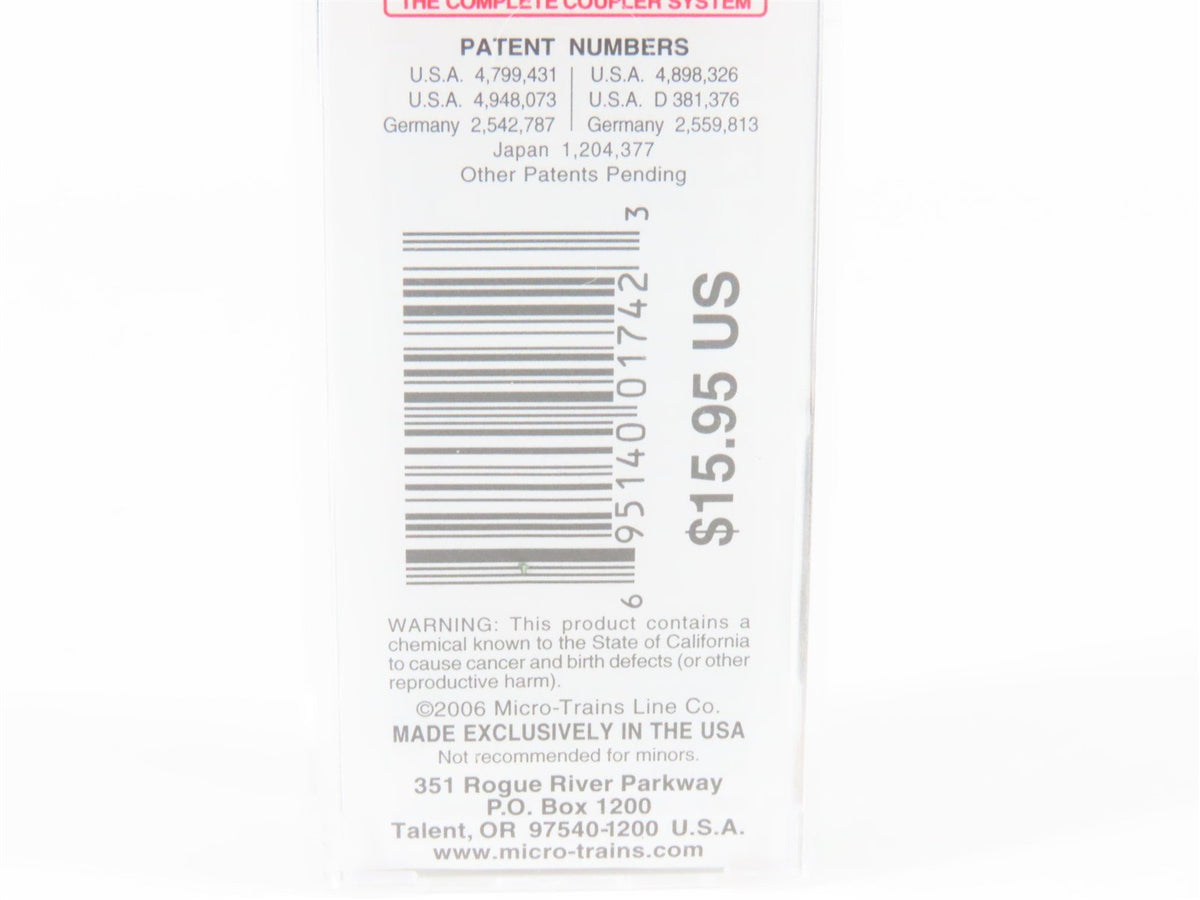 THE COMPLETE COUPLER SYSTEM
PATENT NUMBERS
U.S.A. 4,799,431 | U.S.A. 4,898,326
U.S.A. 4,948,073 | U.S.A. D 381,376
Germany 2,542,787 | Germany 2,559,813
Japan 1,204,377
Other Patents Pending
6 95140 01742 3
$15.95 US
WARNING: This product contains a
chemical known to the State of California
to cause cancer and birth defects (or other
reproductive harm).
©2006 Micro-Trains Line Co.
MADE EXCLUSIVELY IN THE USA
Not recommended for minors.
351 Rogue River Parkway
P.O. Box 1200
Talent, OR 97540-1200 U.S.A.
www.micro-trains.com